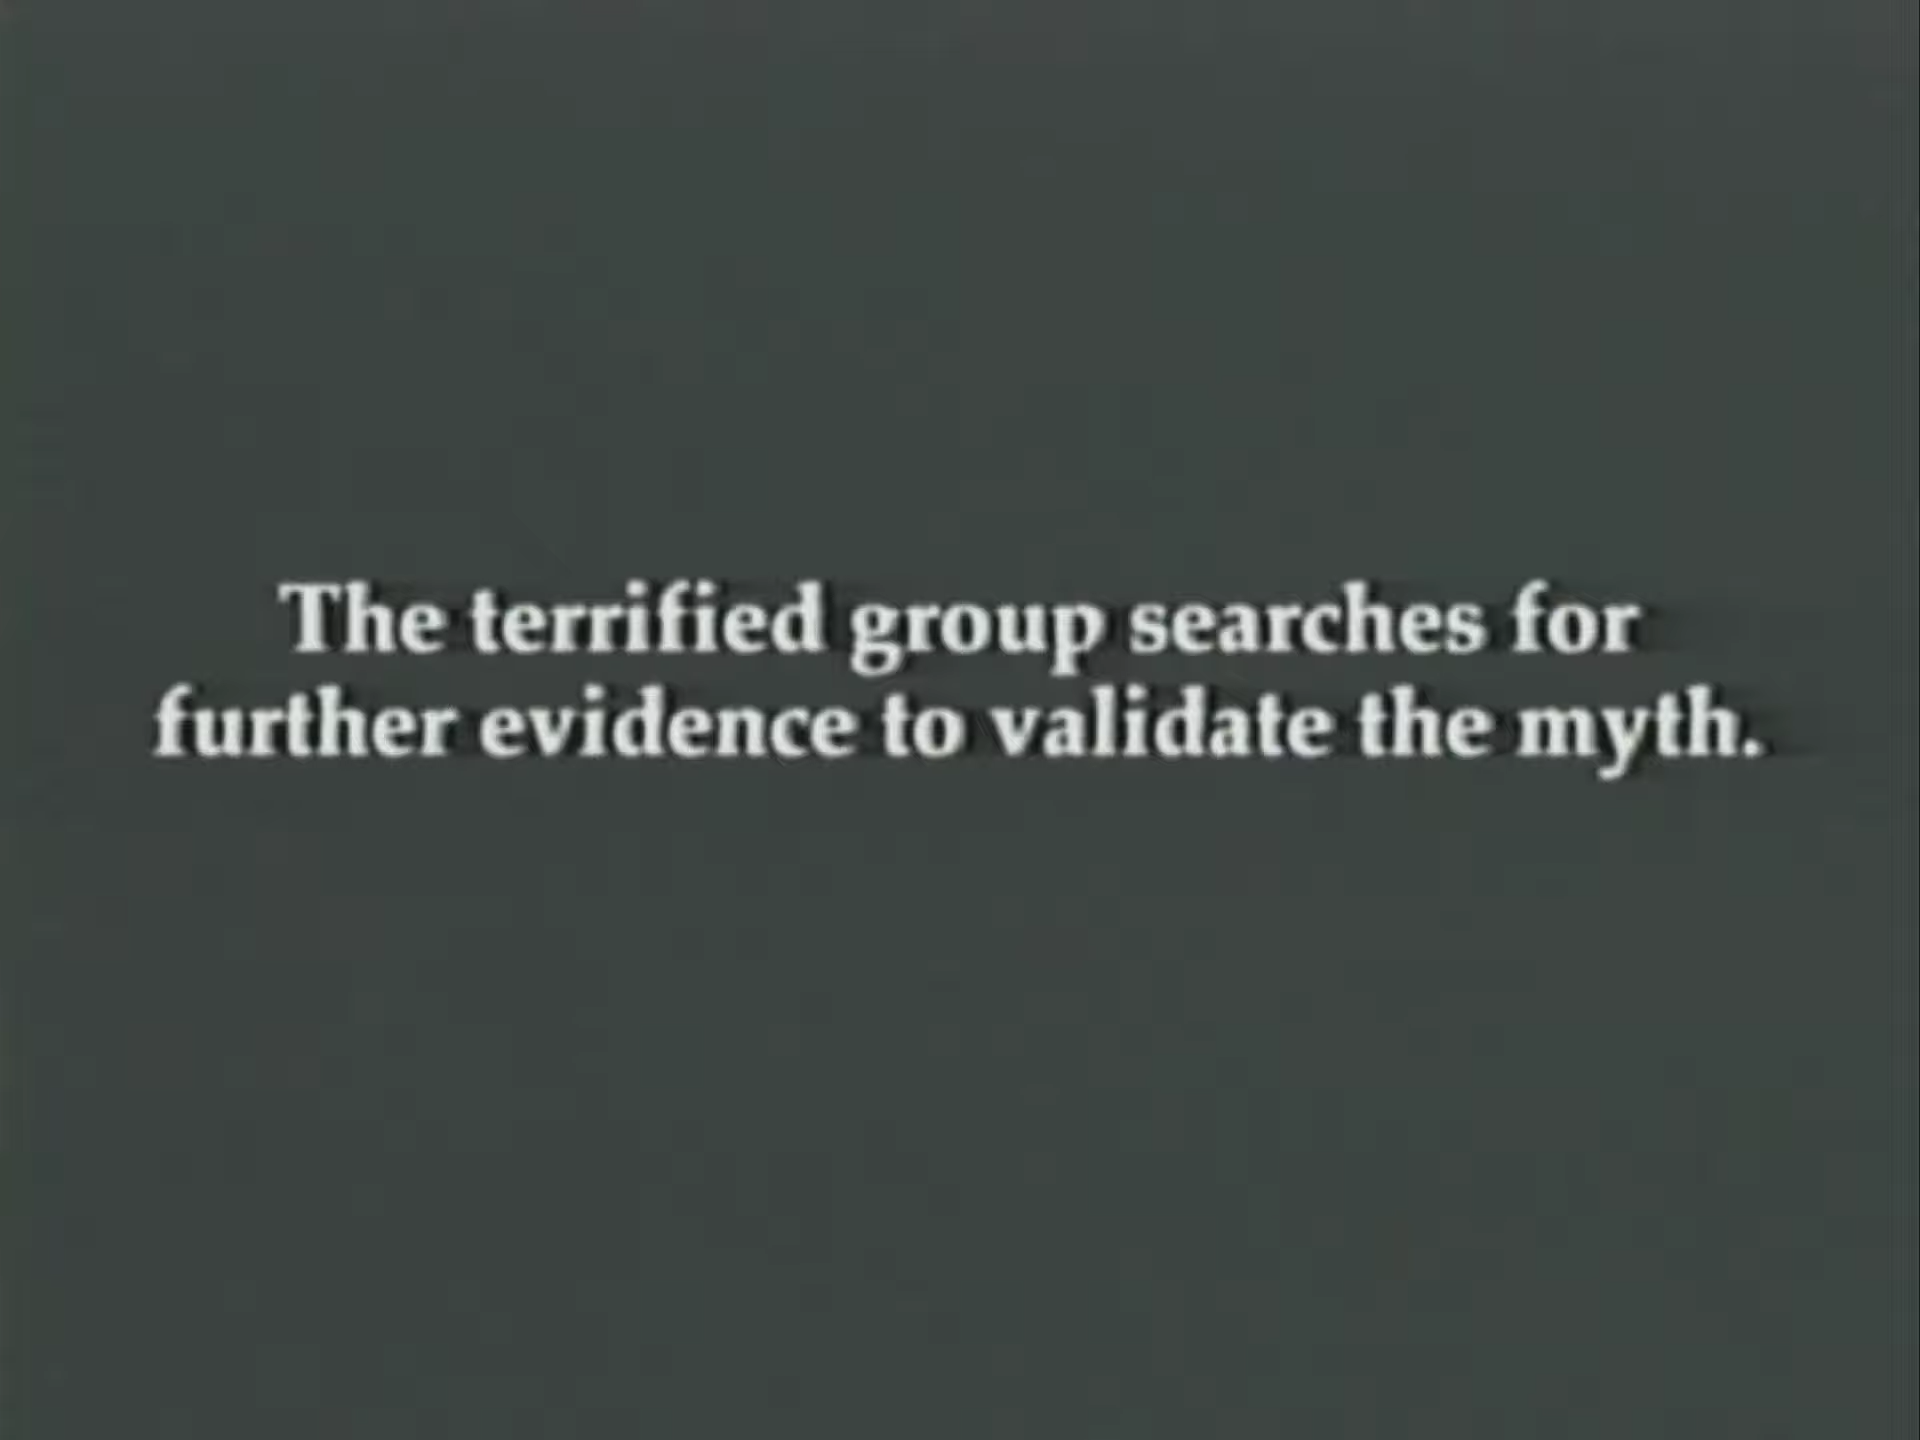 The terrified group searches for
further evidence to validate the myth.